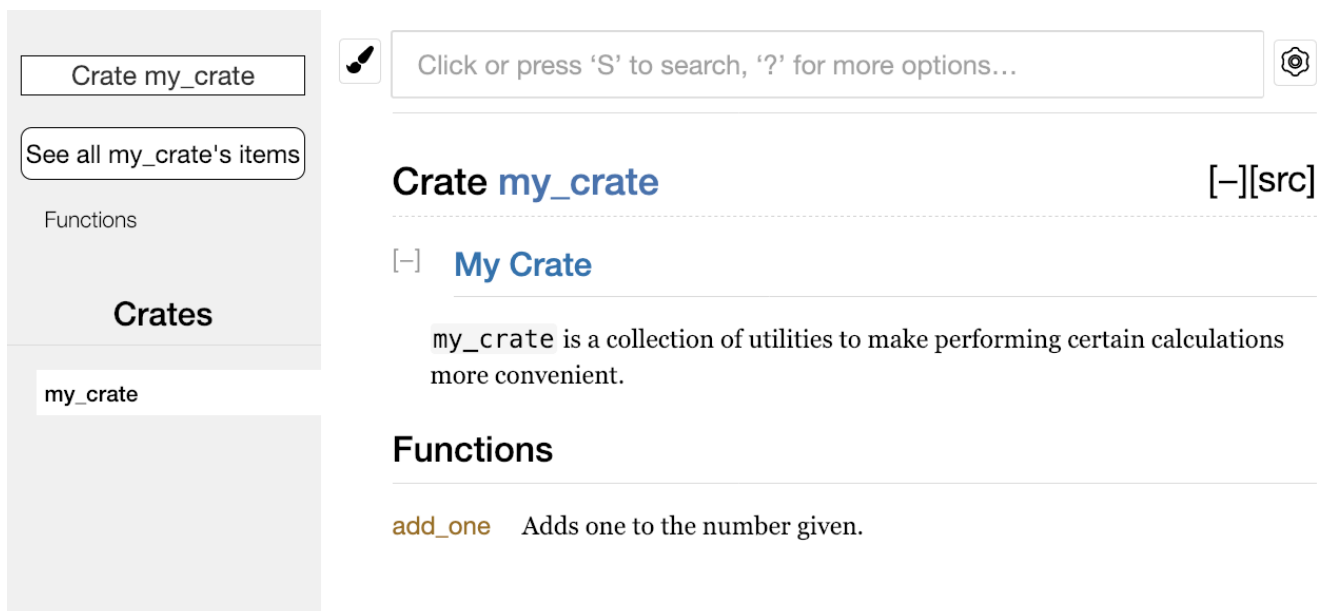 Crate my_crate
See all my_crate's items
Functions
Crates
my_crate
Click or press ‘S’ to search, ‘?’ for more options…
Crate my_crate [−][src]
[−] My Crate
my_crate is a collection of utilities to make performing certain calculations
more convenient.
Functions
add_one Adds one to the number given.